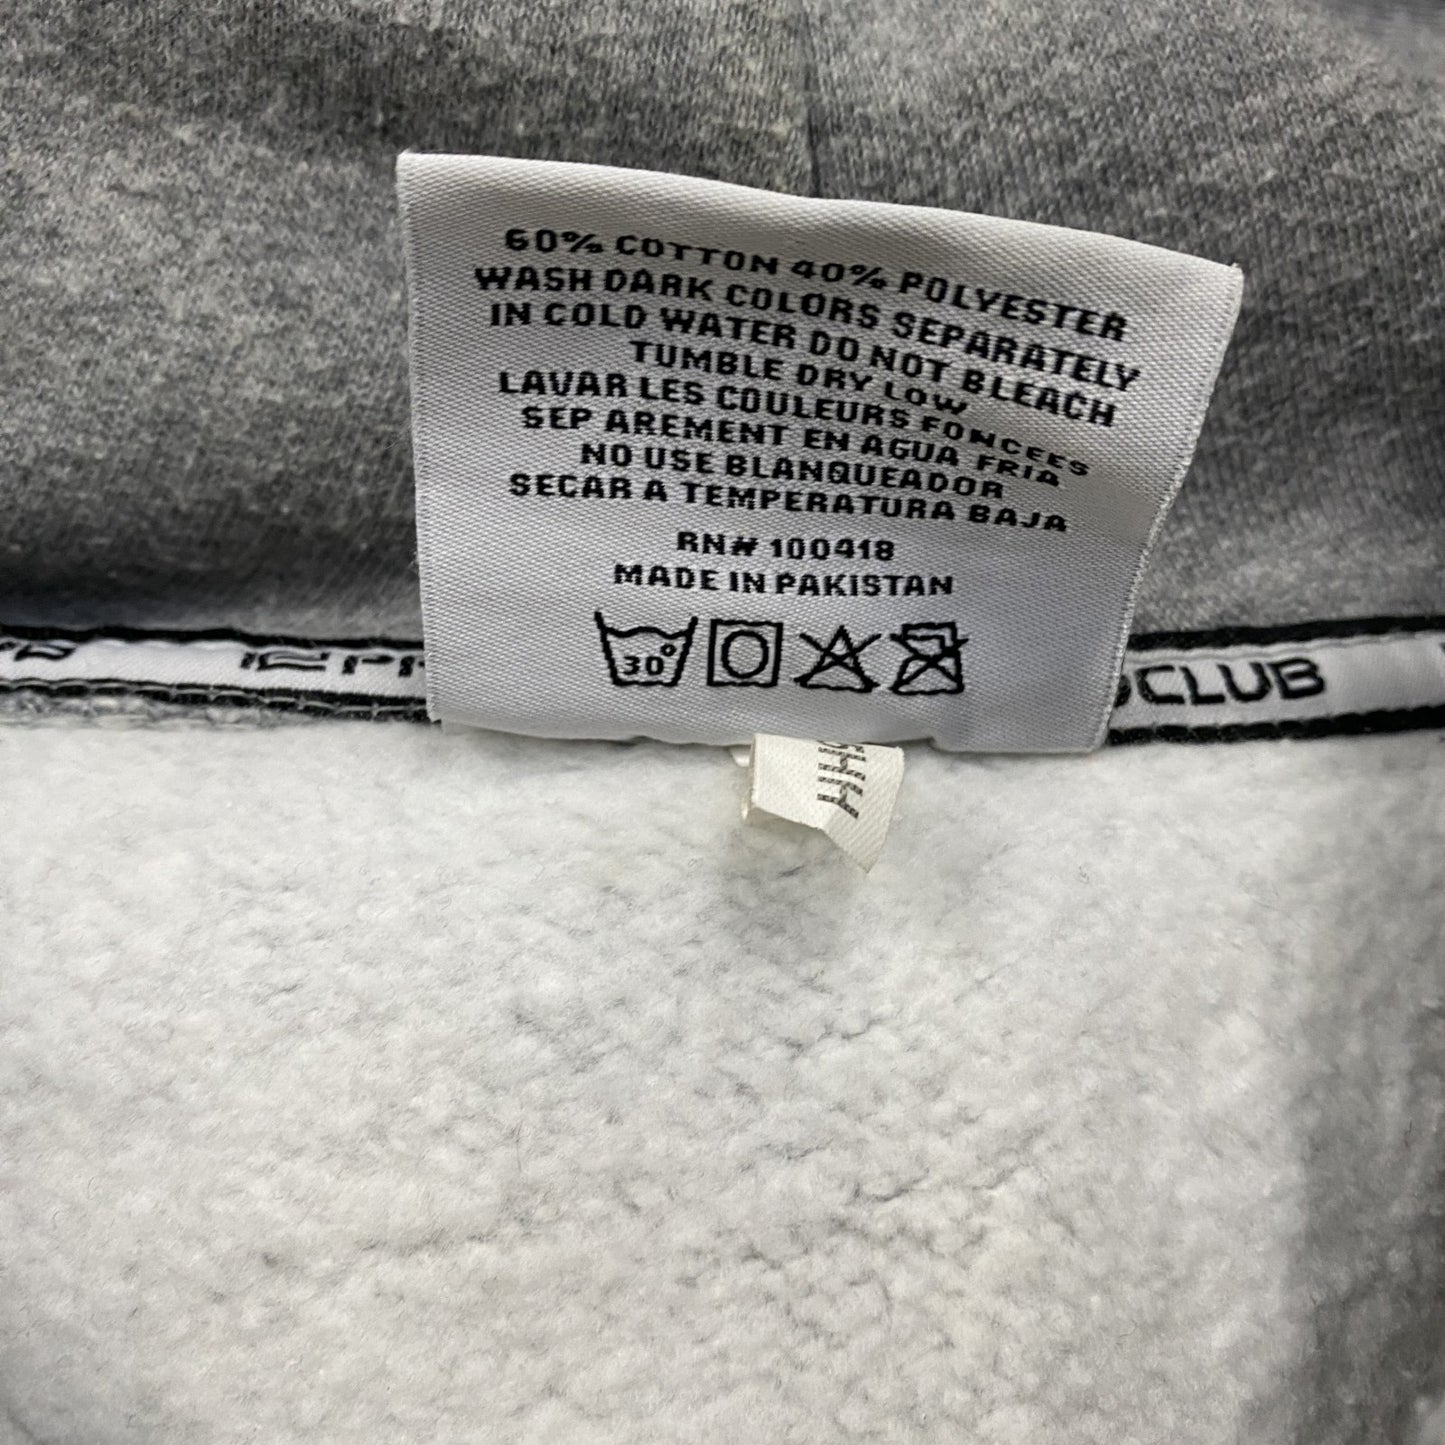 60% COTTON 40% POLYESTER
WASH DARK COLORS SEPARATELY
IN COLD WATER DO NOT BLEACH
TUMBLE DRY LOW
LAVAR LES COULEURS FONCEES
SEP AREMENT EN AGUA FRIA
NO USE BLANQUEADOR
SECAR A TEMPERATURA BAJA
RN# 100418
MADE IN PAKISTAN
30°
CLUB